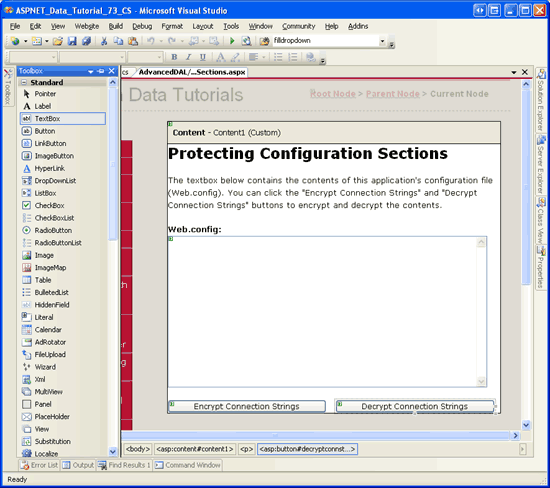 ASPNET_Data_Tutorial_73_CS - Microsoft Visual Studio
File Edit View Website Build Debug Format Layout Tools Window Community Help Addins
filldropdown
Toolbox
cs AdvancedDAL/...Sections.aspx
Toolbox
Standard
Pointer
Label
TextBox
Button
LinkButton
ImageButton
HyperLink
DropDownList
ListBox
CheckBox
CheckBoxList
RadioButton
RadioButtonList
Image
ImageMap
Table
BulletedList
HiddenField
Literal
Calendar
AdRotator
FileUpload
Wizard
Xml
MultiView
Panel
PlaceHolder
View
Substitution
Localize
Data Tutorials
Root Node > Parent Node > Current Node
Content - Content1 (Custom)
Protecting Configuration Sections
The textbox below contains the contents of this application's configuration file
(Web.config). You can click the "Encrypt Connection Strings" and "Decrypt
Connection Strings" buttons to encrypt and decrypt the contents.
Web.config:
Encrypt Connection Strings Decrypt Connection Strings
Solution Explorer
Server Explorer
Class View
Properties
<body> <asp:content#content1> <p> <asp:button#decryptconnst...>
Error List Output Find Results 1 Command Window
Ready